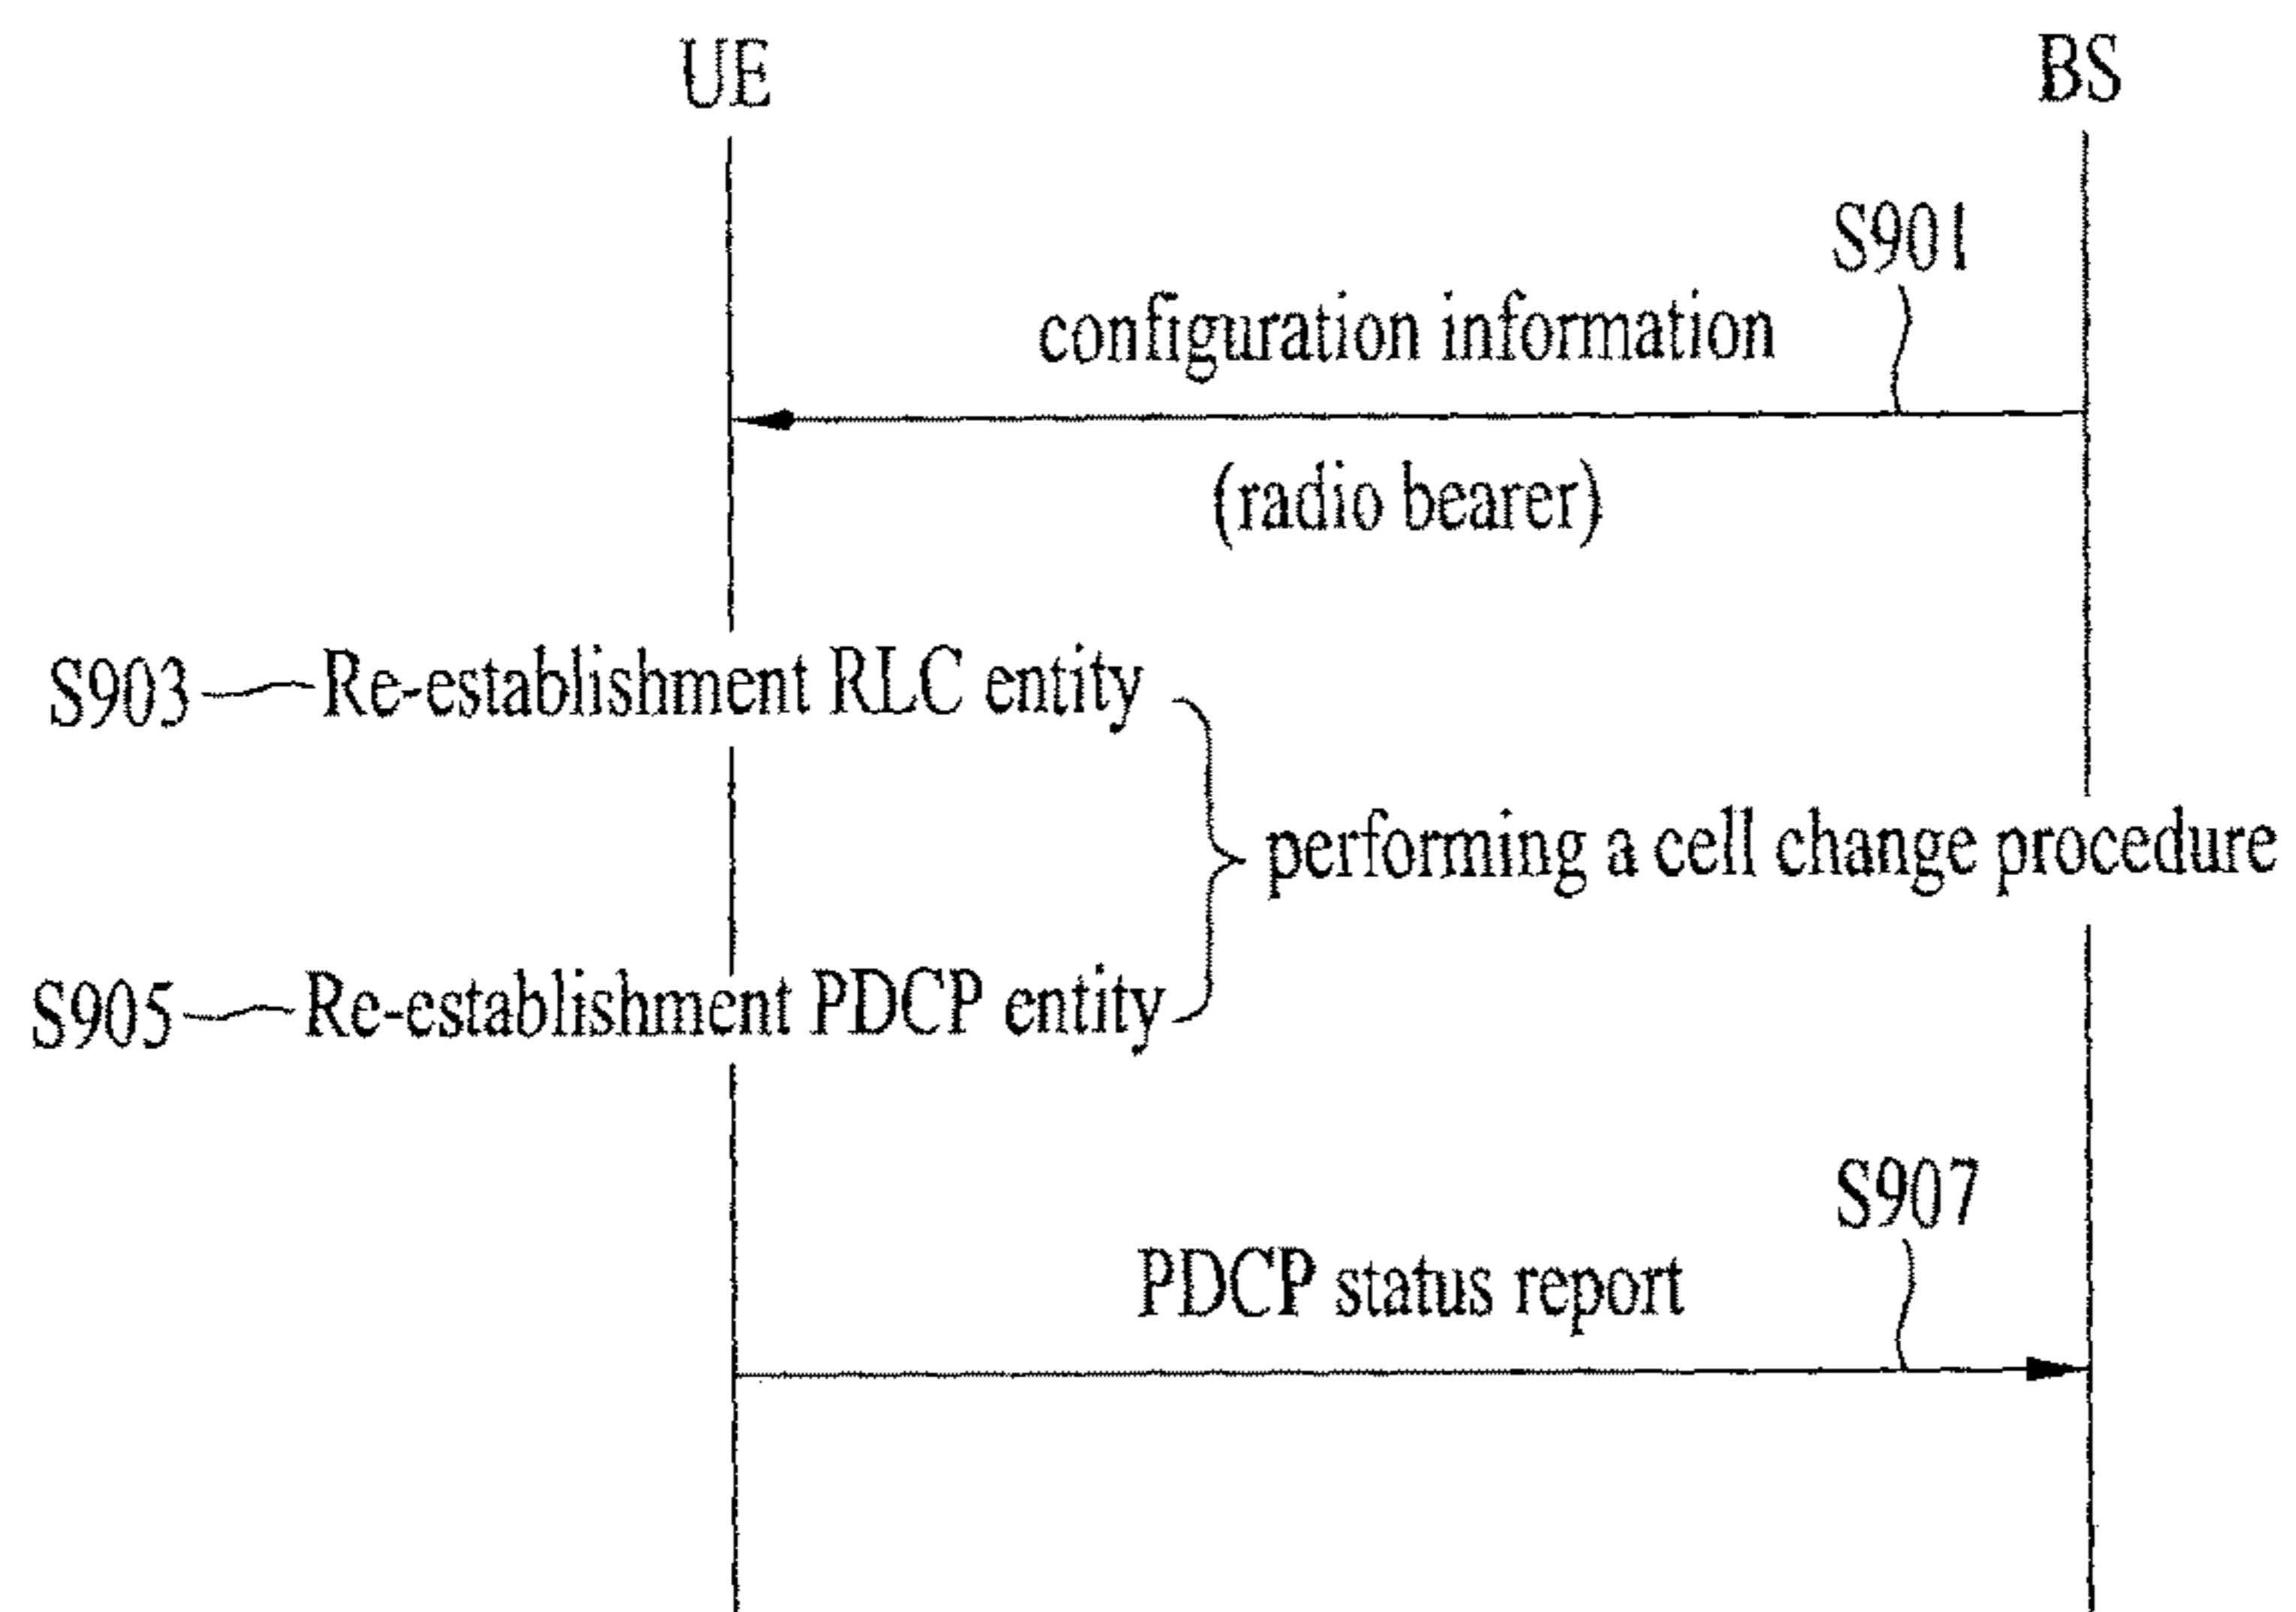 UE
BS
S901
configuration information
(radio bearer)
S903
Re-establishment RLC entity
performing a cell change procedure
S905
Re-establishment PDCP entity
S907
PDCP status report